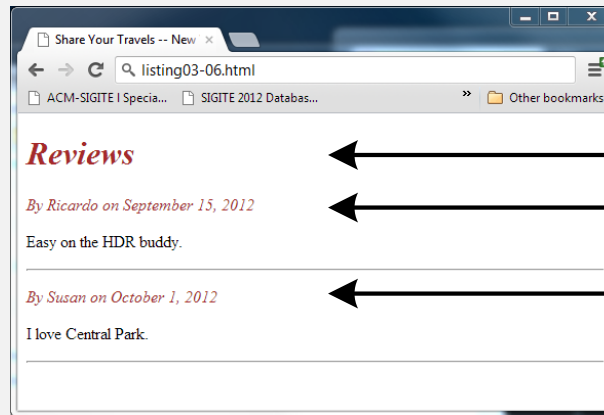 Share Your Travels -- New
listing03-06.html
ACM-SIGITE I Specia... SIGITE 2012 Databas... » Other bookmarks
Reviews
By Ricardo on September 15, 2012
Easy on the HDR buddy.
By Susan on October 1, 2012
I love Central Park.